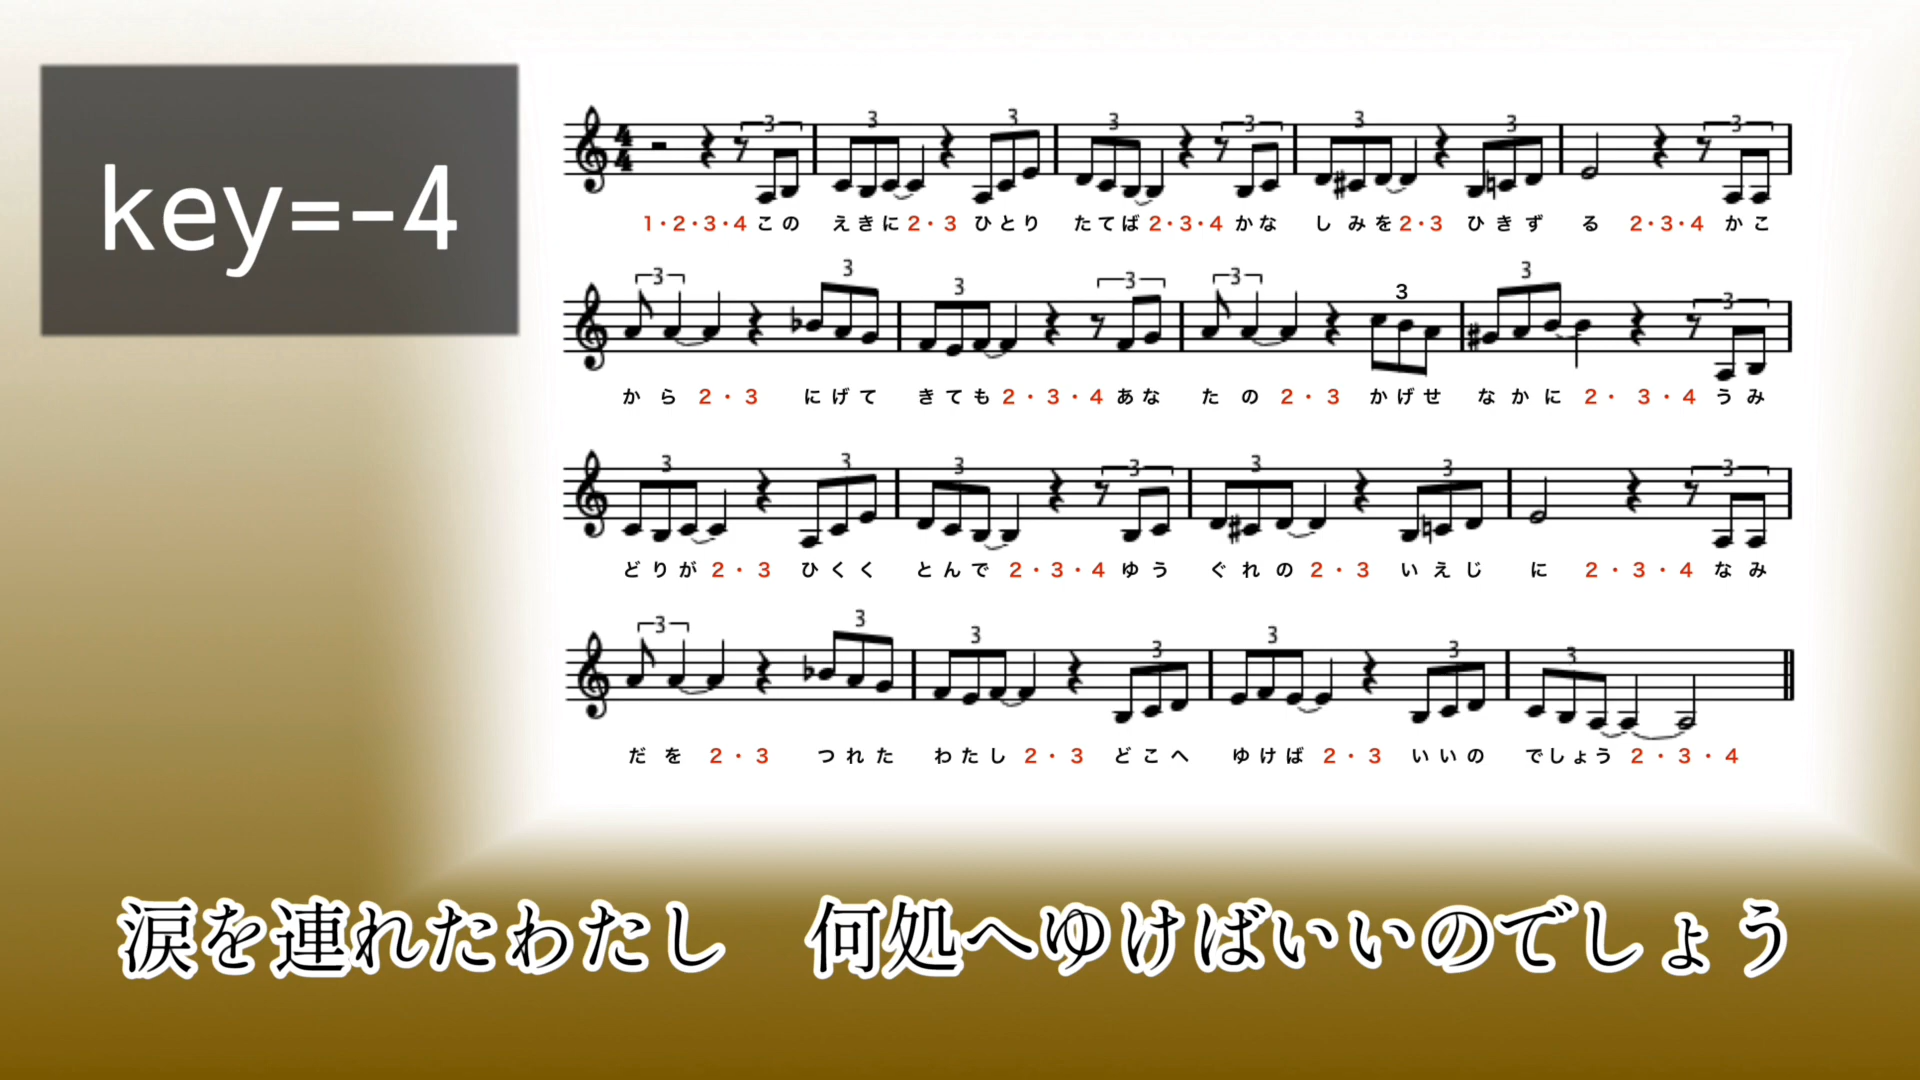 key=-4
1・2・3・4 この えきに 2・3 ひとり たてば 2・3・4 かな しみを 2・3 ひきず る 2・3・4 かこ
から 2・3 にげて きても 2・3・4 あな たの 2・3 かげせ なかに 2・3・4 うみ
どりが 2・3 ひくく とんで 2・3・4 ゆう ぐれの 2・3 いえじ に 2・3・4 なみ
だを 2・3 つれた わたし 2・3 どこへ ゆけば 2・3 いいの でしょう 2・3・4
涙を連れたわたし 何処へゆけばいいのでしょう